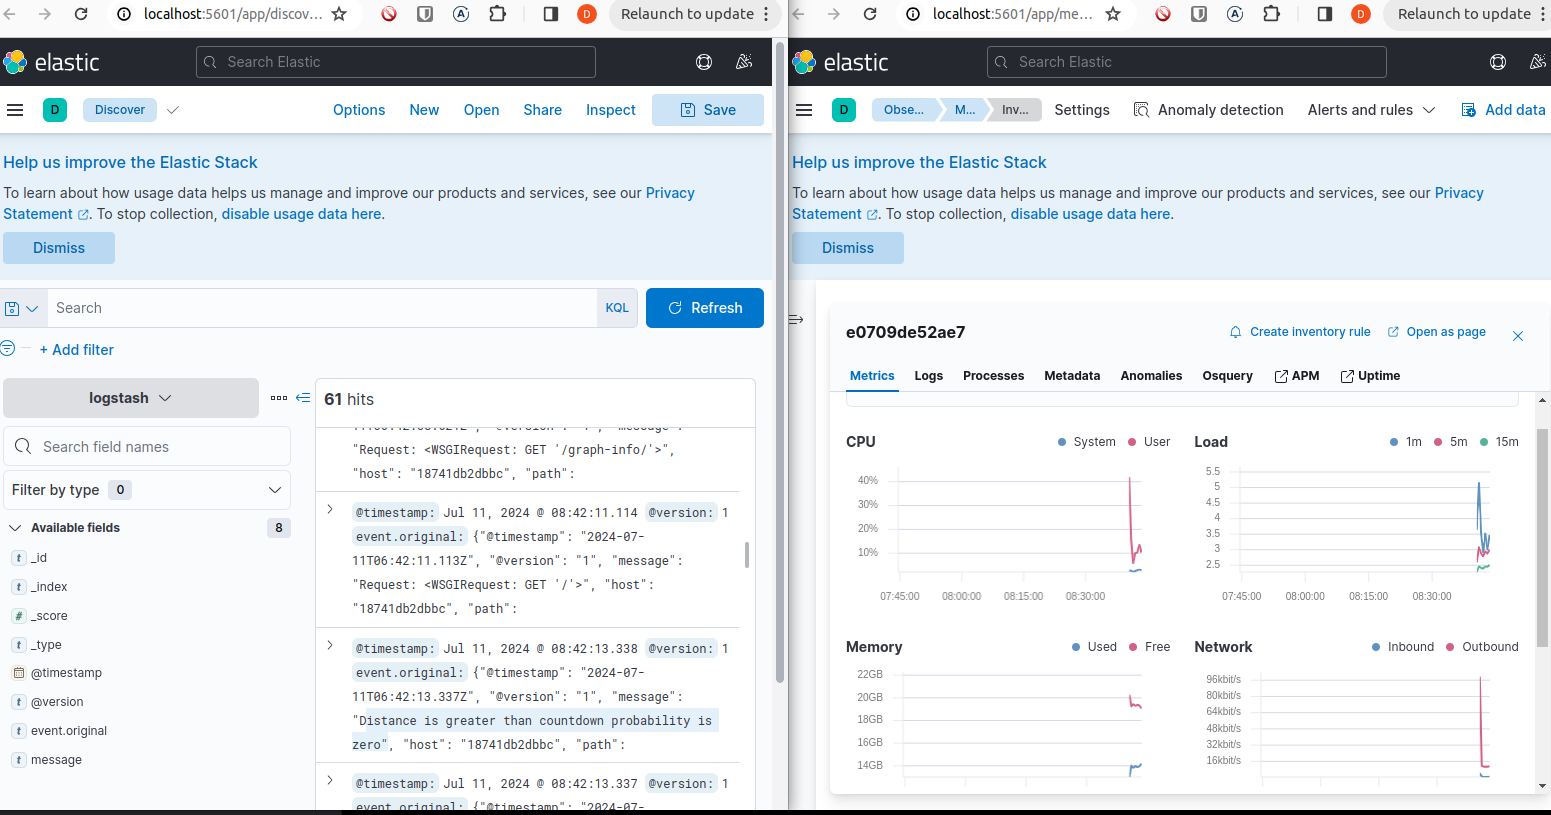 localhost:5601/app/discov...
D
Relaunch to update
elastic
Search Elastic
D
Discover
Options
New
Open
Share
Inspect
Save
Help us improve the Elastic Stack
To learn about how usage data helps us manage and improve our products and services, see our Privacy
Statement . To stop collection, disable usage data here.
Dismiss
Search
KQL
Refresh
+ Add filter
logstash
61 hits
Search field names
Filter by type 0
Available fields 8
t _id
t _index
# _score
t _type
@timestamp
t @version
t event.original
t message
"Request: <WSGIRequest: GET '/graph-info/'>",
"host": "18741db2dbbc", "path":
@timestamp: Jul 11, 2024 @ 08:42:11.114 @version: 1
event.original: {"@timestamp": "2024-07-
11T06:42:11.113Z", "@version": "1", "message":
"Request: <WSGIRequest: GET '/'>", "host":
"18741db2dbbc", "path":
@timestamp: Jul 11, 2024 @ 08:42:13.338 @version: 1
event.original: {"@timestamp": "2024-07-
11T06:42:13.337Z", "@version": "1", "message":
"Distance is greater than countdown probability is
zero", "host": "18741db2dbbc", "path":
@timestamp: Jul 11, 2024 @ 08:42:13.337 @version: 1
event.original: {"@timestamp": "2024-07-
localhost:5601/app/me...
D
Relaunch to update
elastic
Search Elastic
D
Obse...
M...
Inv...
Settings
Anomaly detection
Alerts and rules
Add data
Help us improve the Elastic Stack
To learn about how usage data helps us manage and improve our products and services, see our Privacy
Statement . To stop collection, disable usage data here.
Dismiss
e0709de52ae7
Create inventory rule
Open as page
Metrics
Logs
Processes
Metadata
Anomalies
Osquery
APM
Uptime
CPU
System
User
40%
30%
20%
10%
07:45:00
08:00:00
08:15:00
08:30:00
Load
1m
5m
15m
5.5
5
4.5
4
3.5
3
2.5
07:45:00
08:00:00
08:15:00
08:30:00
Memory
Used
Free
22GB
20GB
18GB
16GB
14GB
Network
Inbound
Outbound
96kbit/s
80kbit/s
64kbit/s
48kbit/s
32kbit/s
16kbit/s